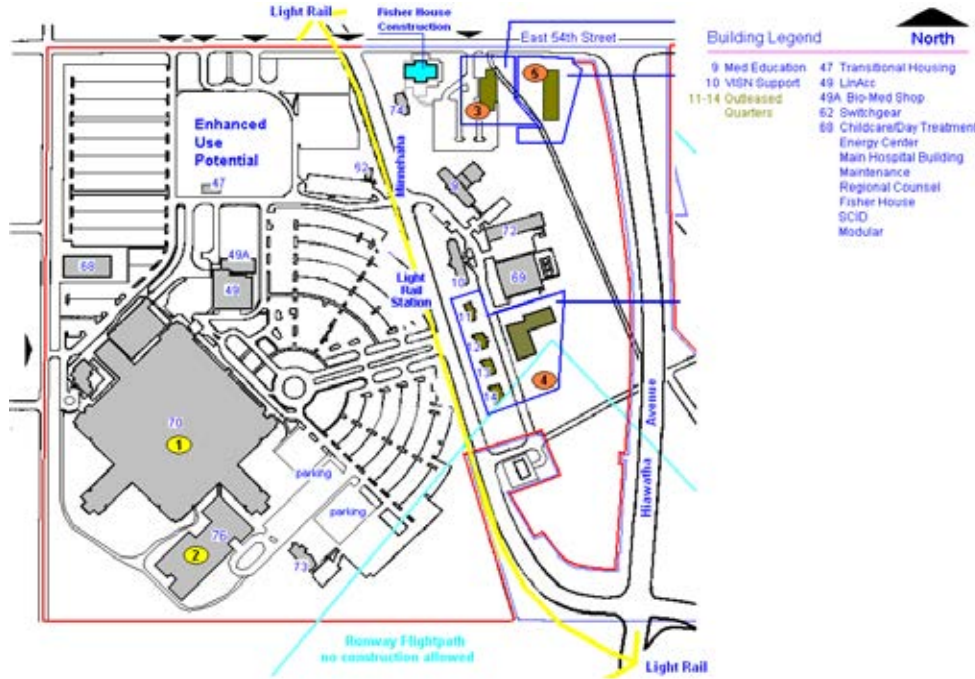 Light Rail
Fisher House
Construction
East 54th Street
Building Legend
North
9 Med Education
10 VISN Support
11-14 Outleased
Quarters
47 Transitional Housing
49 LinAcc
49A Bio-Med Shop
62 Switchgear
68 Childcare/Day Treatment
Energy Center
Main Hospital Building
Maintenance
Regional Counsel
Fisher House
SCID
Modular
Enhanced
Use
Potential
47
62
74
3
5
Minnehaha
9
72
68
49A
49
Light
Rail
Station
10
69
11
12
13
14
4
70
1
parking
parking
76
2
73
Hiawatha Avenue
Runway Flightpath
no construction allowed
Light Rail